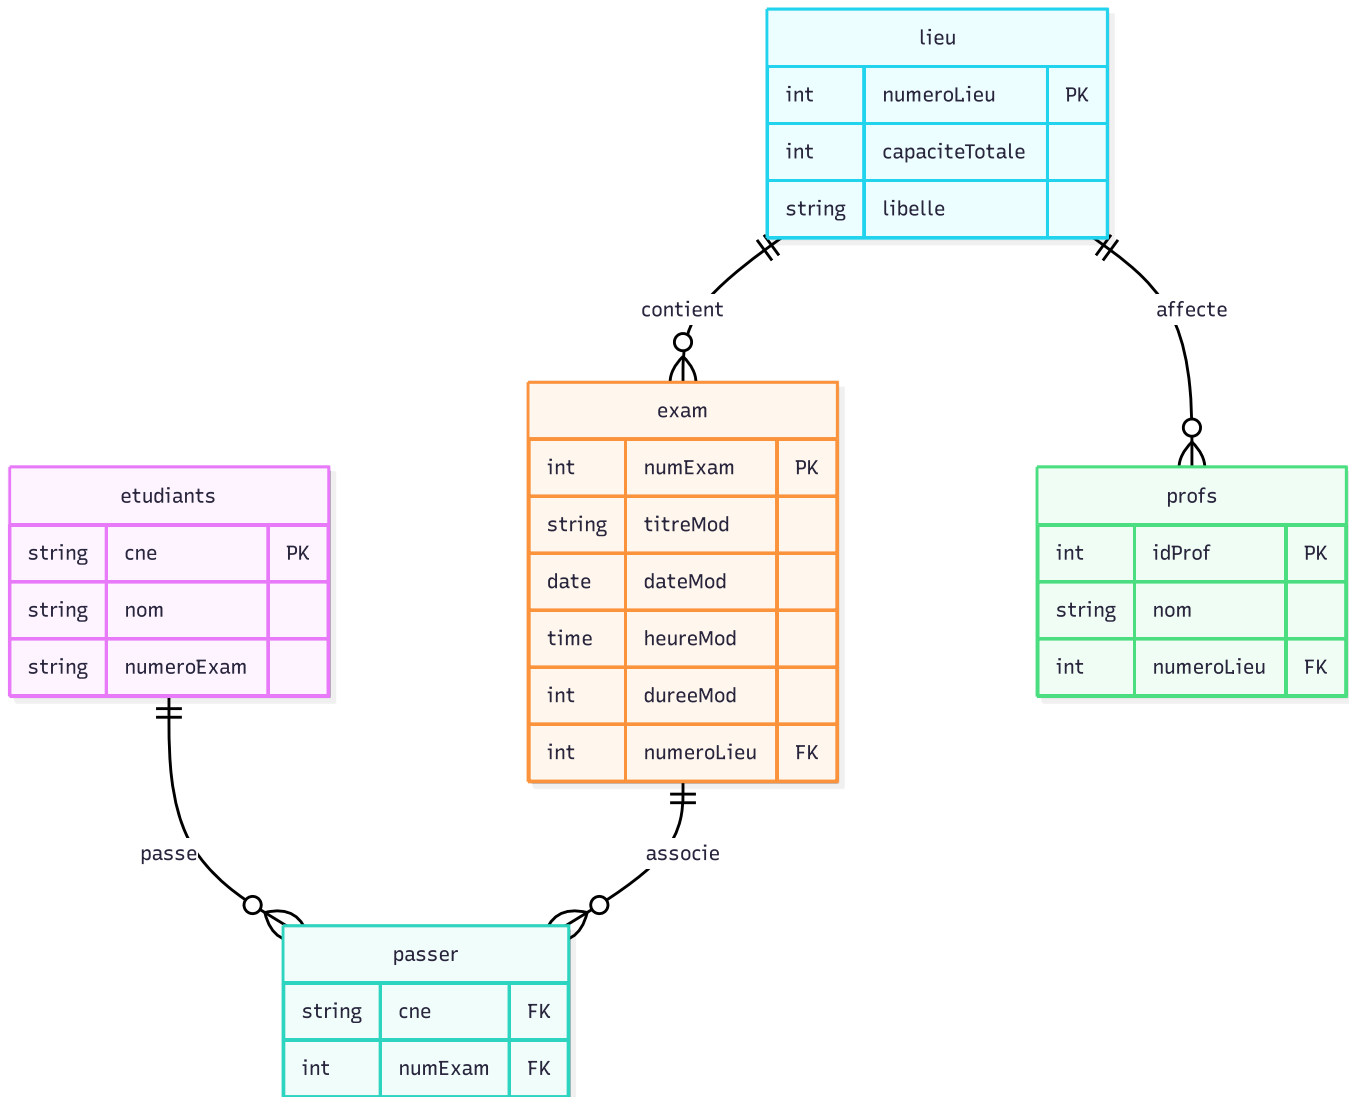 lieu
int numeroLieu PK
int capaciteTotale
string libelle
contient
affecte
exam
int numExam PK
string titreMod
date dateMod
time heureMod
int dureeMod
int numeroLieu FK
etudiants
string cne PK
string nom
string numeroExam
profs
int idProf PK
string nom
int numeroLieu FK
passe
associe
passer
string cne FK
int numExam FK